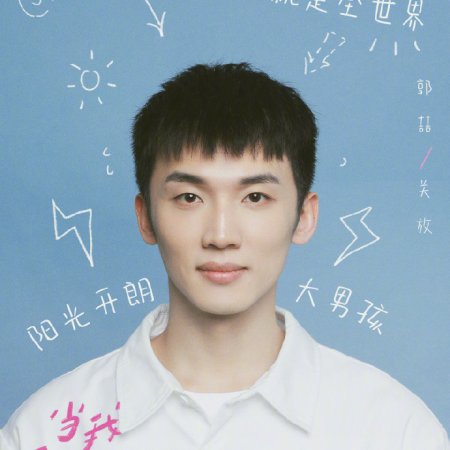 就是全世界
郭喆/关放
阳光开朗
大男孩
当我